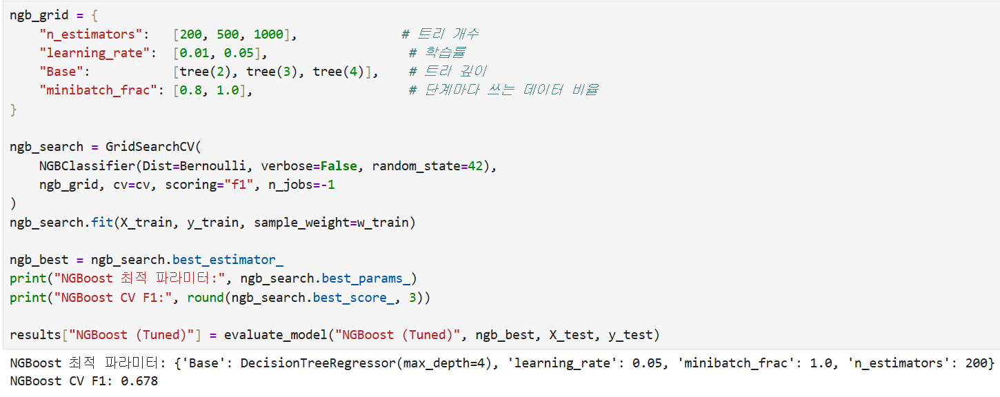 ngb_grid = {
    "n_estimators":   [200, 500, 1000],              # 트리 개수
    "learning_rate":  [0.01, 0.05],                   # 학습률
    "Base":           [tree(2), tree(3), tree(4)],    # 트리 깊이
    "minibatch_frac": [0.8, 1.0],                     # 단계마다 쓰는 데이터 비율
}
ngb_search = GridSearchCV(
    NGBClassifier(Dist=Bernoulli, verbose=False, random_state=42),
    ngb_grid, cv=cv, scoring="f1", n_jobs=-1
)
ngb_search.fit(X_train, y_train, sample_weight=w_train)
ngb_best = ngb_search.best_estimator_
print("NGBoost 최적 파라미터:", ngb_search.best_params_)
print("NGBoost CV F1:", round(ngb_search.best_score_, 3))
results["NGBoost (Tuned)"] = evaluate_model("NGBoost (Tuned)", ngb_best, X_test, y_test)
NGBoost 최적 파라미터: {'Base': DecisionTreeRegressor(max_depth=4), 'learning_rate': 0.05, 'minibatch_frac': 1.0, 'n_estimators': 200}
NGBoost CV F1: 0.678